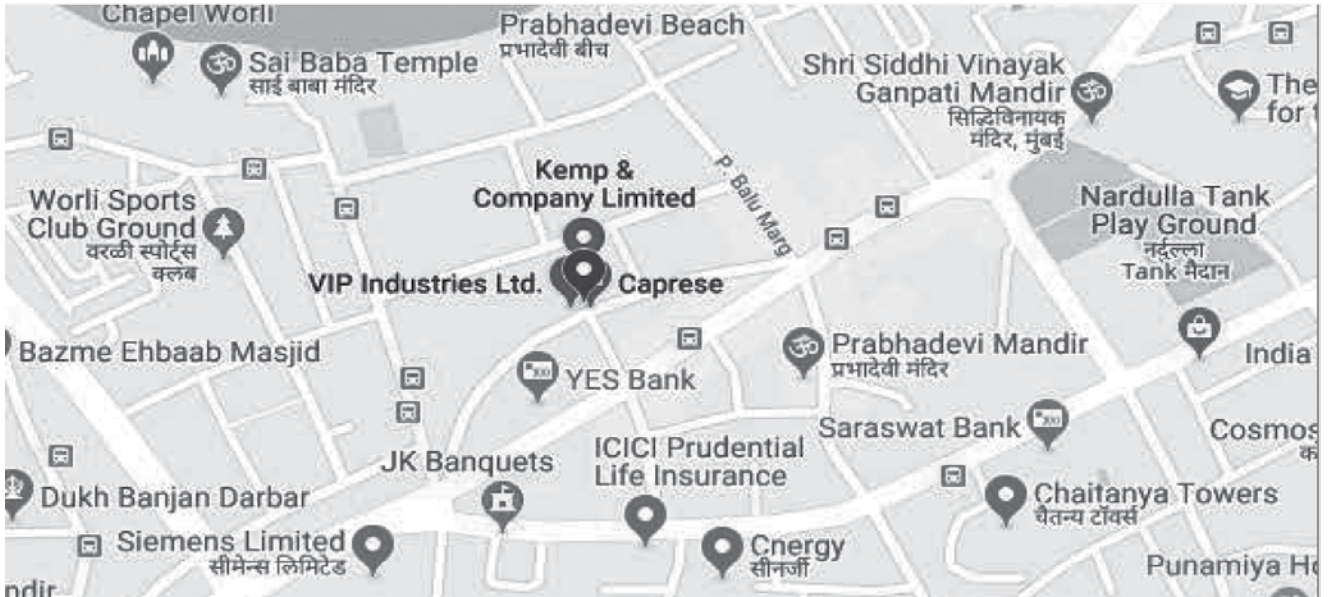 Chapel Worli
Sai Baba Temple
साई बाबा मंदिर
Prabhadevi Beach
प्रभादेवी बीच
Shri Siddhi Vinayak
Ganpati Mandir
सिद्धिविनायक
मंदिर, मुंबई
The
for
Kemp &
Company Limited
P. Balu Marg
Worli Sports
Club Ground
वरळी स्पोर्ट्स
क्लब
Nardulla Tank
Play Ground
नर्दुल्ला
Tank मैदान
VIP Industries Ltd.
Caprese
Bazme Ehbaab Masjid
YES Bank
Prabhadevi Mandir
प्रभादेवी मंदिर
India
Saraswat Bank
Cosmos
JK Banquets
ICICI Prudential
Life Insurance
Dukh Banjan Darbar
Chaitanya Towers
चैतन्य टॉवर्स
Siemens Limited
सीमेन्स लिमिटेड
Cnergy
सीनर्जी
Punamiya
ndir